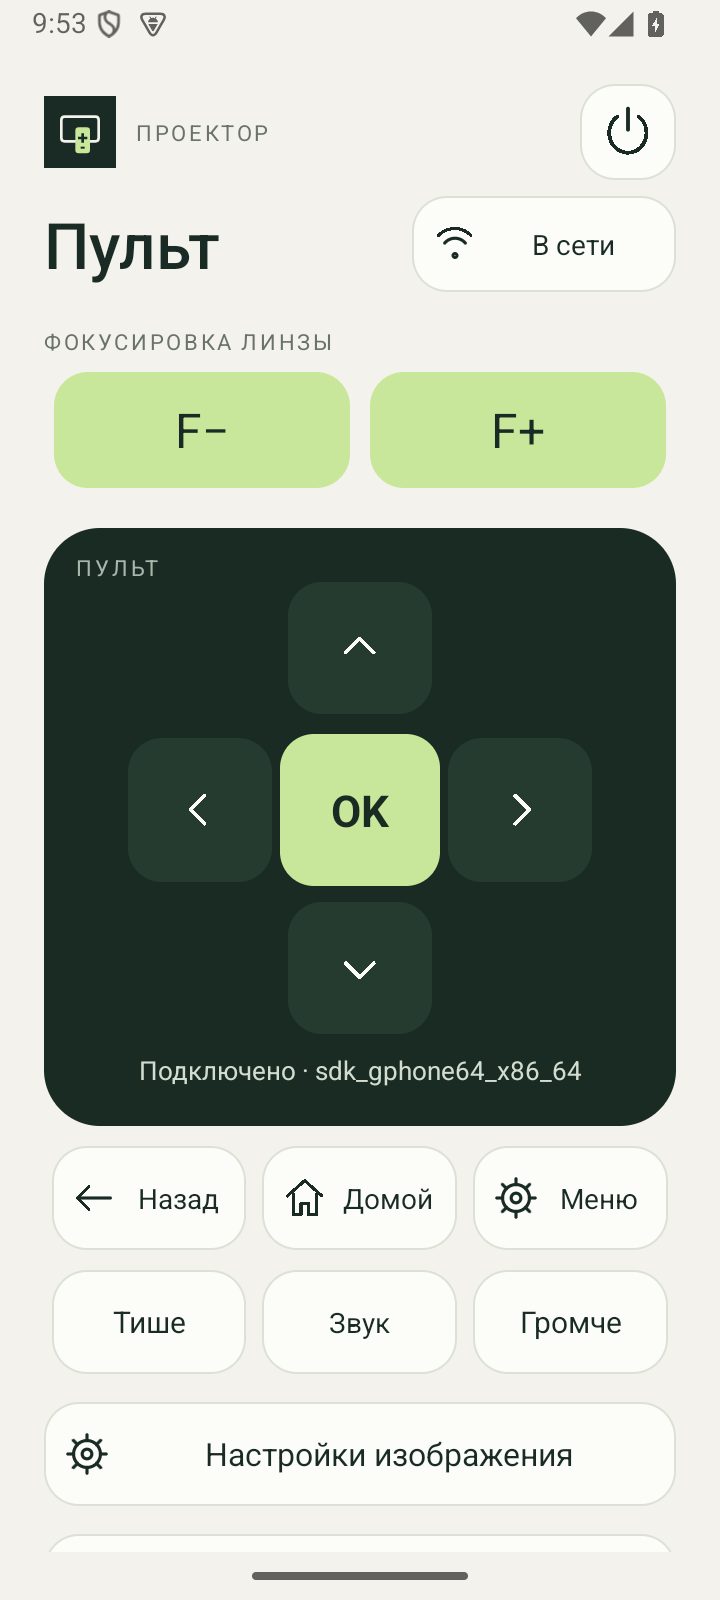 9:53
ПРОЕКТОР
Пульт
В сети
ФОКУСИРОВКА ЛИНЗЫ
F−
F+
ПУЛЬТ
OK
Подключено · sdk_gphone64_x86_64
Назад
Домой
Меню
Тише
Звук
Громче
Настройки изображения